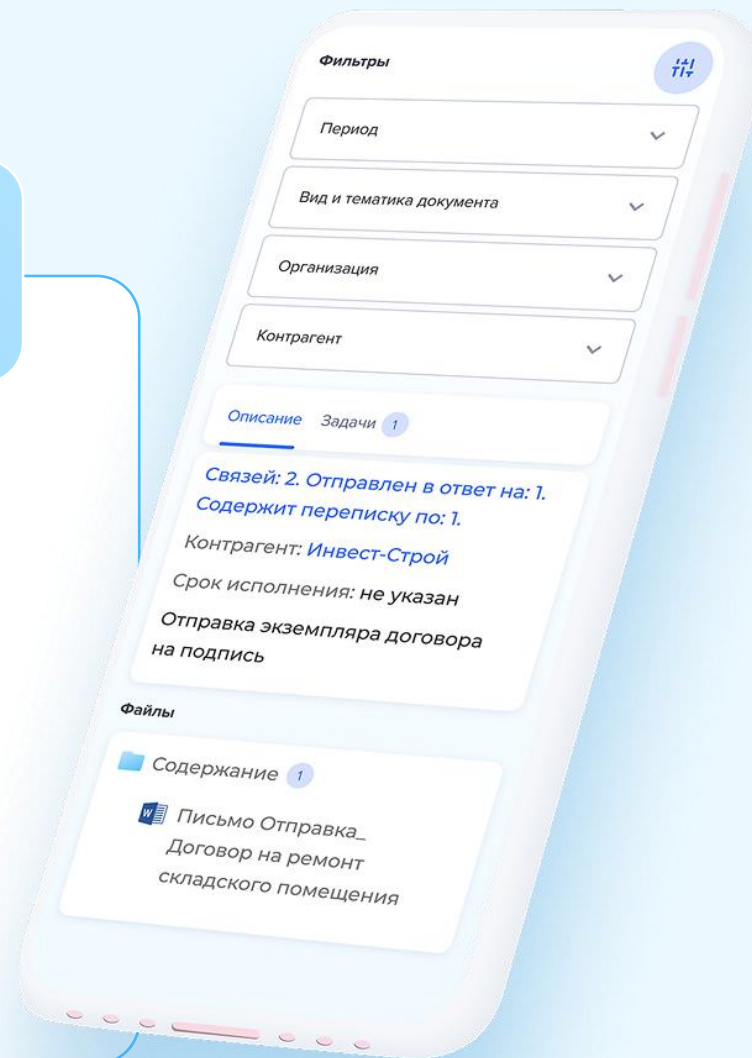 Фильтры
Период
Вид и тематика документа
Организация
Контрагент
Описание Задачи 1
Связей: 2. Отправлен в ответ на: 1.
Содержит переписку по: 1.
Контрагент: Инвест-Строй
Срок исполнения: не указан
Отправка экземпляра договора
на подпись
Файлы
Содержание 1
W Письмо Отправка_
Договор на ремонт
складского помещения